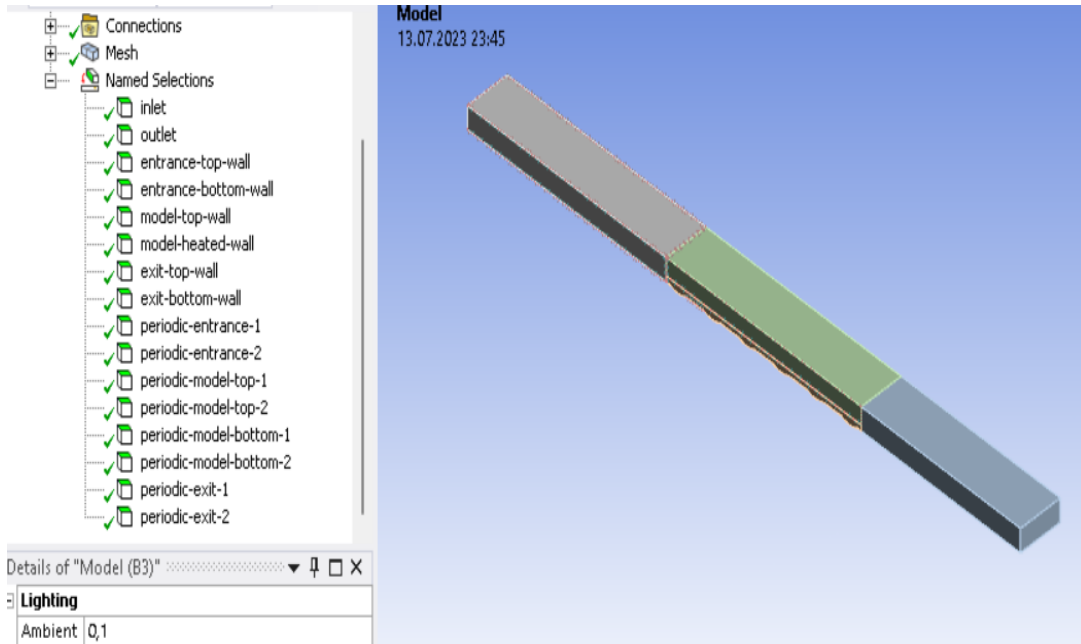 Connections
Mesh
Named Selections
inlet
outlet
entrance-top-wall
entrance-bottom-wall
model-top-wall
model-heated-wall
exit-top-wall
exit-bottom-wall
periodic-entrance-1
periodic-entrance-2
periodic-model-top-1
periodic-model-top-2
periodic-model-bottom-1
periodic-model-bottom-2
periodic-exit-1
periodic-exit-2
Details of "Model (B3)"
Lighting
Ambient 0,1
Model
13.07.2023 23:45